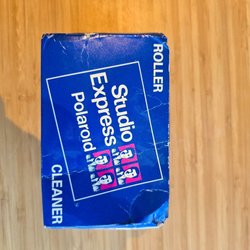 ROLLER
Studio
Express
Polaroid
CLEANER